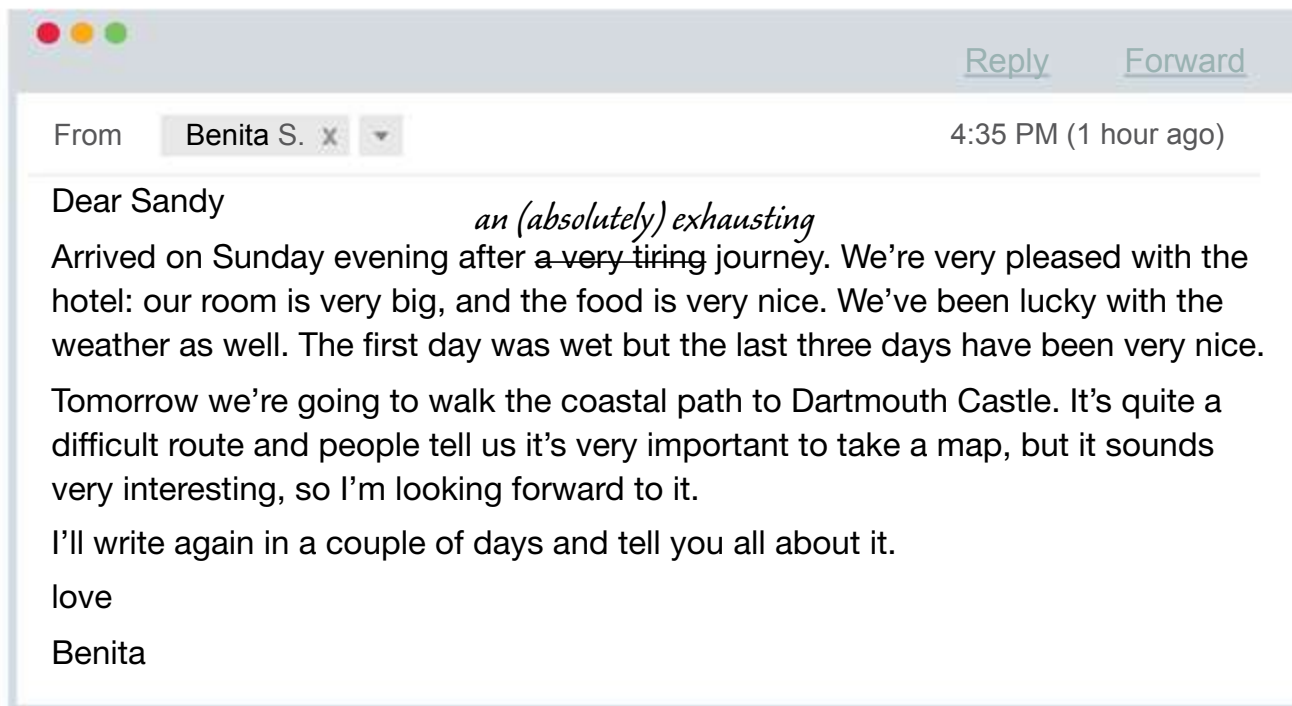 Reply Forward
From Benita S. x 4:35 PM (1 hour ago)
Dear Sandy
an (absolutely) exhausting
Arrived on Sunday evening after a very tiring journey. We’re very pleased with the
hotel: our room is very big, and the food is very nice. We’ve been lucky with the
weather as well. The first day was wet but the last three days have been very nice.
Tomorrow we’re going to walk the coastal path to Dartmouth Castle. It’s quite a
difficult route and people tell us it’s very important to take a map, but it sounds
very interesting, so I’m looking forward to it.
I’ll write again in a couple of days and tell you all about it.
love
Benita